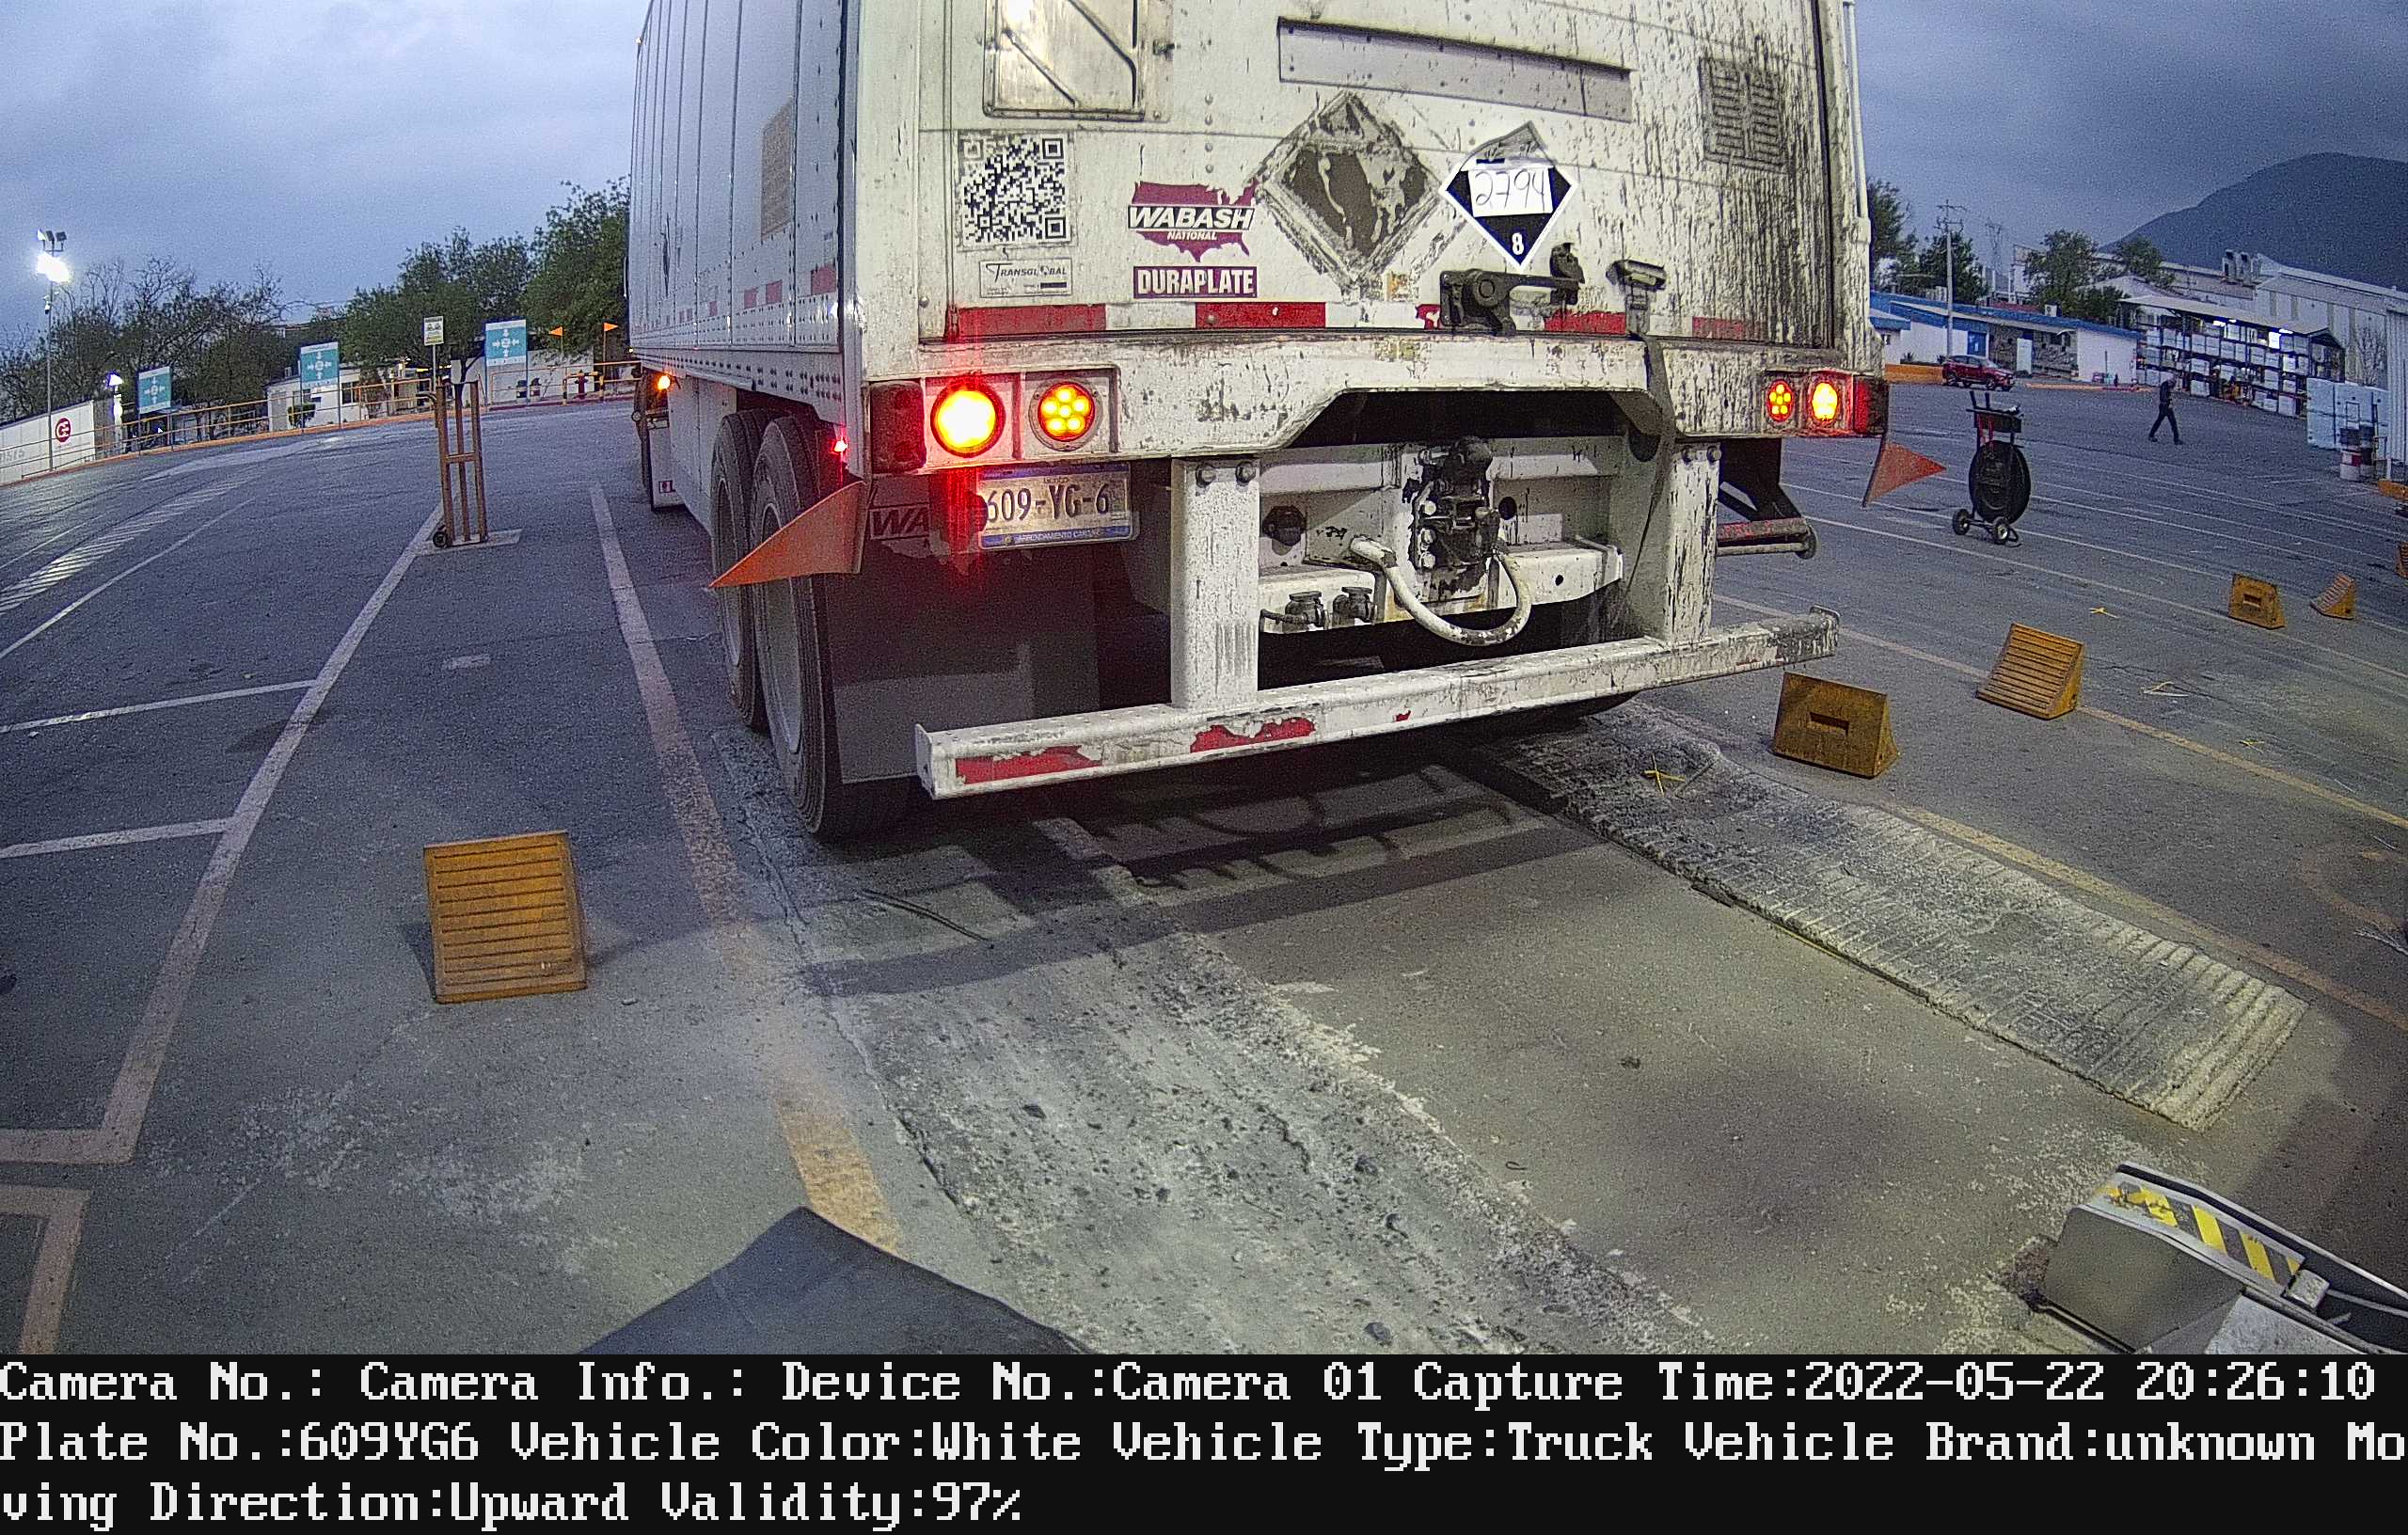 2794
8
WABASH
NATIONAL
TRANSGLOBAL
DURAPLATE
609-YG-6
WA
Camera No.: Camera Info.: Device No.:Camera 01 Capture Time:2022-05-22 20:26:10
Plate No.:609YG6 Vehicle Color:White Vehicle Type:Truck Vehicle Brand:unknown Mo
ving Direction:Upward Validity:97%